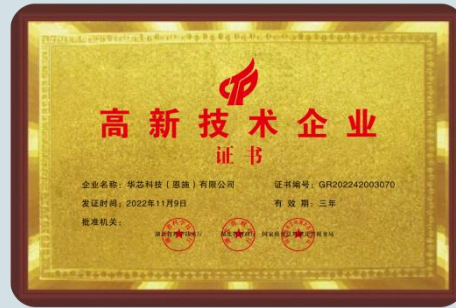 高新技术企业
证书
企业名称：华芯科技（恩施）有限公司 证书编号：GR202242003070
发证时间：2022年11月9日 有 效 期：三年
批准机关：